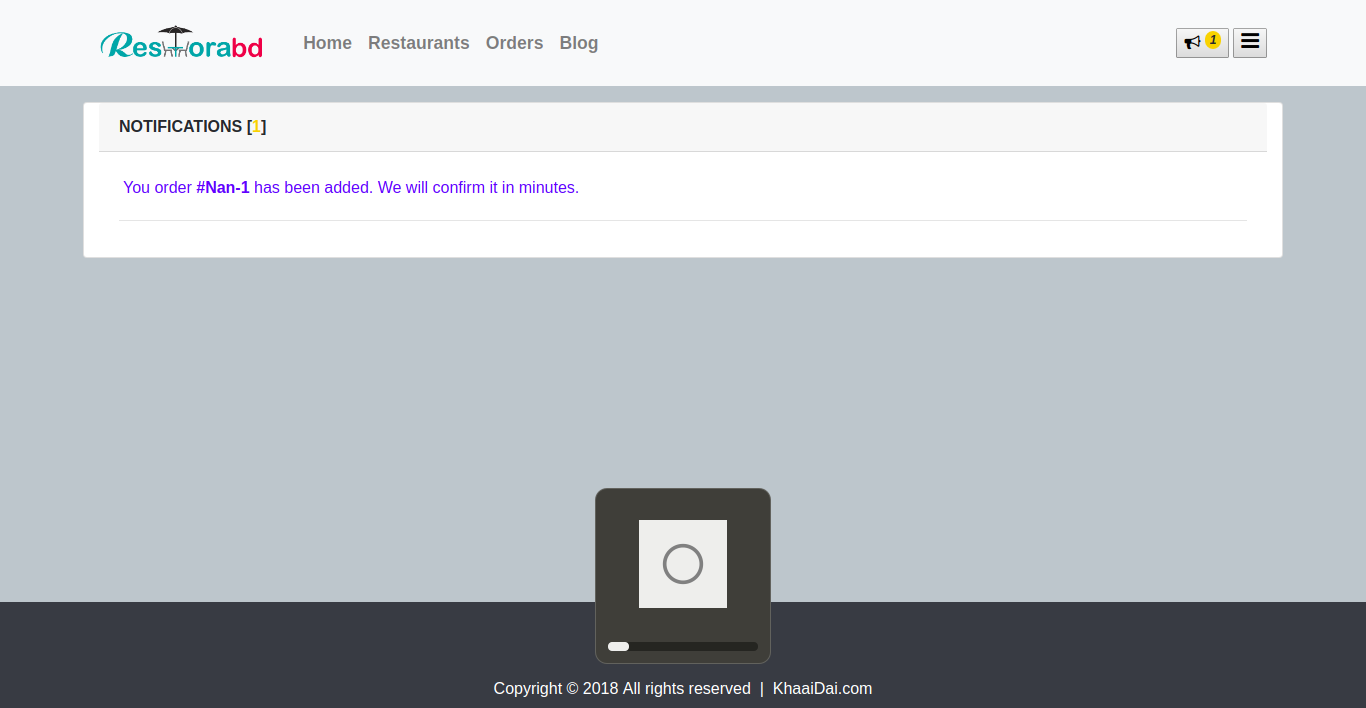 Restorabd
Home Restaurants Orders Blog
1
NOTIFICATIONS [1]
You order #Nan-1 has been added. We will confirm it in minutes.
Copyright © 2018 All rights reserved | KhaaiDai.com